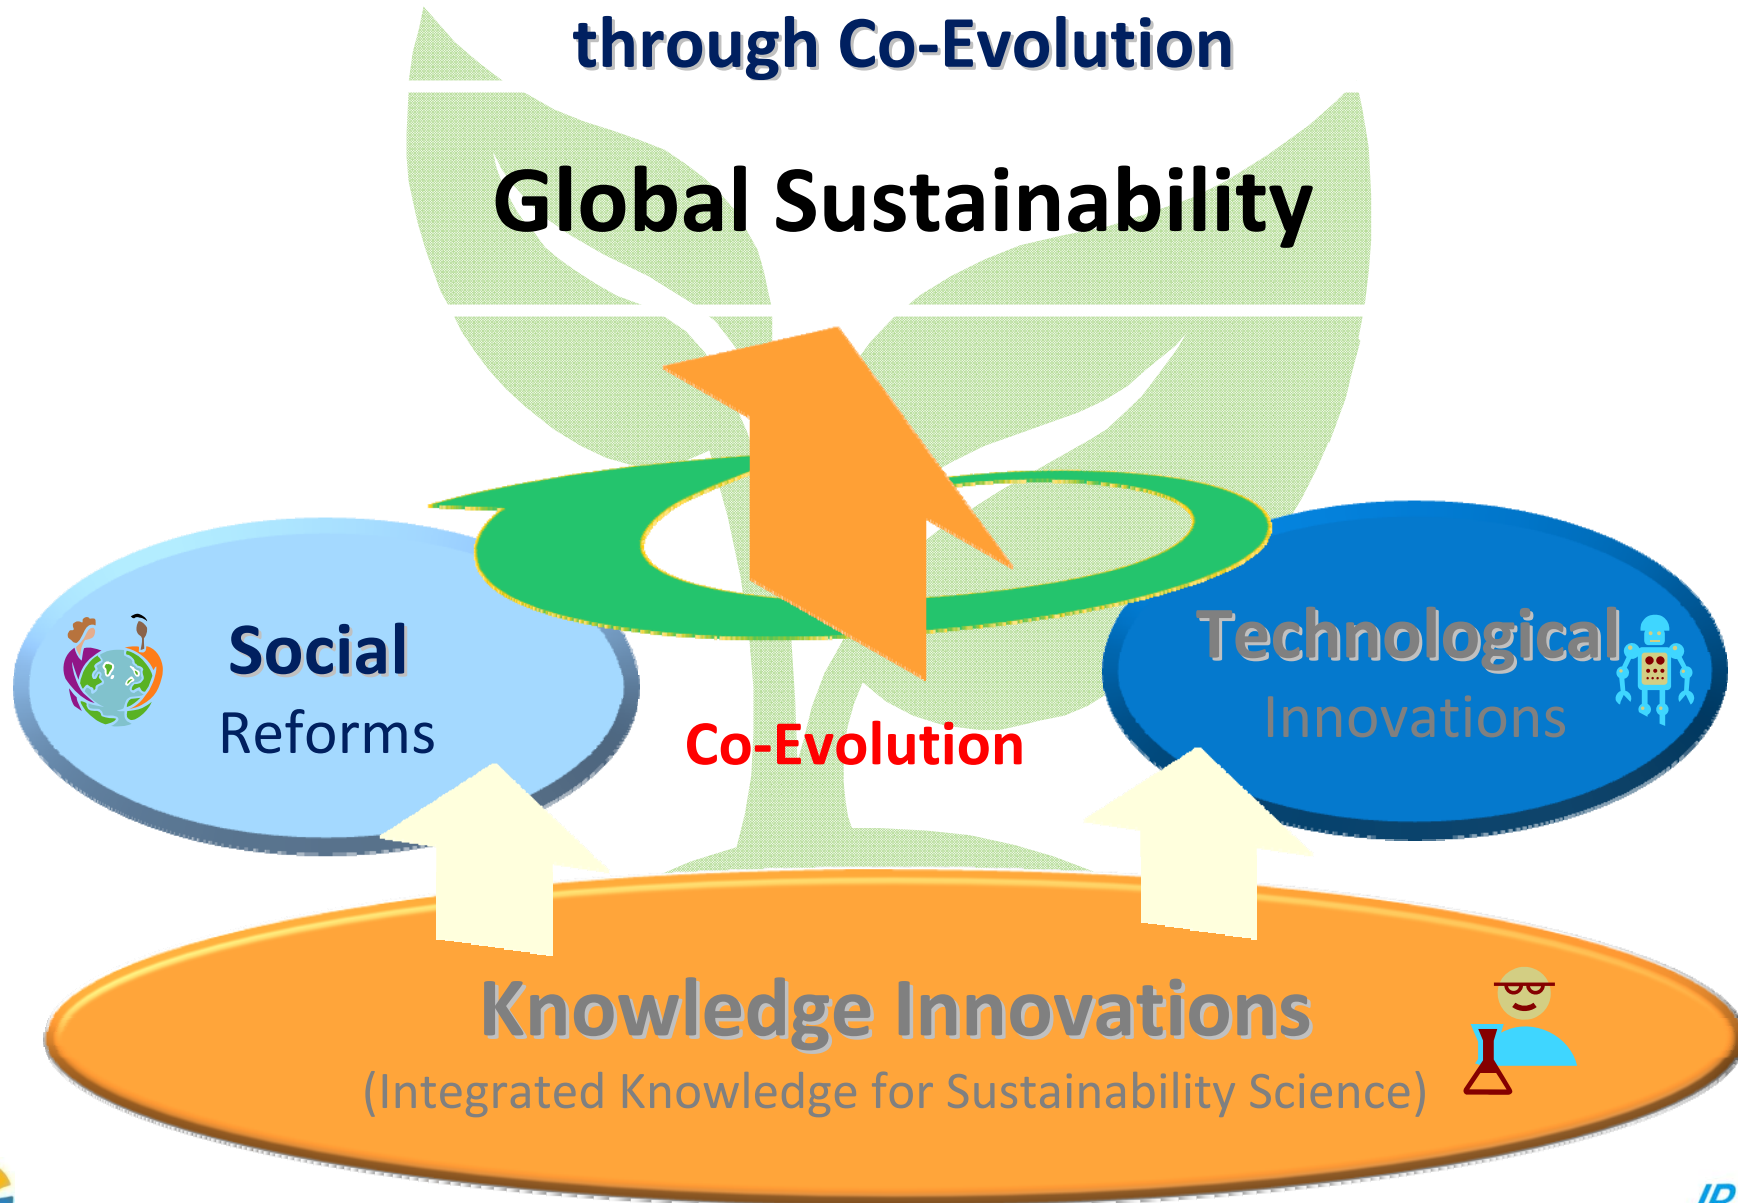 through Co-Evolution
Global Sustainability
Social
Reforms
Technological
Innovations
Co-Evolution
Knowledge Innovations
(Integrated Knowledge for Sustainability Science)